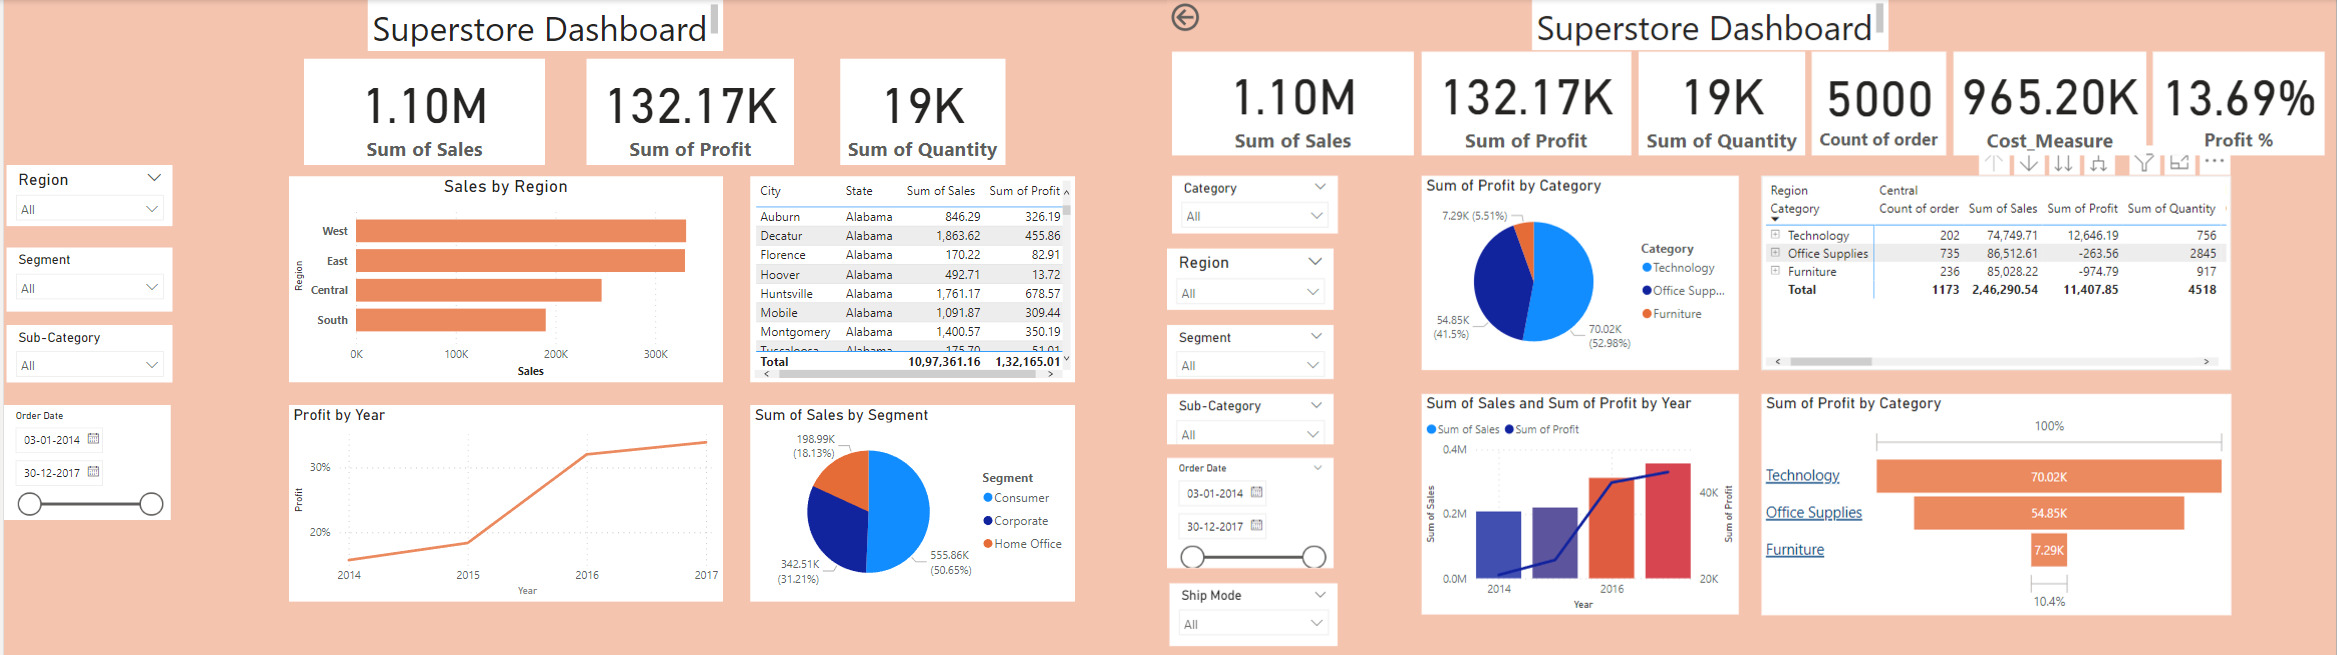 Superstore Dashboard
1.10M
Sum of Sales
132.17K
Sum of Profit
19K
Sum of Quantity
Region
All
Segment
All
Sub-Category
All
Order Date
03-01-2014
30-12-2017
Sales by Region
Region
West
East
Central
South
0K 100K 200K 300K
Sales
City State Sum of Sales Sum of Profit
Auburn Alabama 846.29 326.19
Decatur Alabama 1,863.62 455.86
Florence Alabama 170.22 82.91
Hoover Alabama 492.71 13.72
Huntsville Alabama 1,761.17 678.57
Mobile Alabama 1,091.87 309.44
Montgomery Alabama 1,400.57 350.19
Tuscaloosa Alabama 175.70 51.01
Total 10,97,361.16 1,32,165.01
Profit by Year
Profit
30%
20%
2014 2015 2016 2017
Year
Sum of Sales by Segment
198.99K
(18.13%)
342.51K
(31.21%)
555.86K
(50.65%)
Segment
Consumer
Corporate
Home Office
Superstore Dashboard
1.10M
Sum of Sales
132.17K
Sum of Profit
19K
Sum of Quantity
5000
Count of order
965.20K
Cost_Measure
13.69%
Profit %
Category
All
Region
All
Segment
All
Sub-Category
All
Order Date
03-01-2014
30-12-2017
Ship Mode
All
Sum of Profit by Category
7.29K (5.51%)
54.85K
(41.5%)
70.02K
(52.98%)
Category
Technology
Office Supp...
Furniture
Region Central
Category Count of order Sum of Sales Sum of Profit Sum of Quantity
Technology 202 74,749.71 12,646.19 756
Office Supplies 735 86,512.61 -263.56 2845
Furniture 236 85,028.22 -974.79 917
Total 1173 2,46,290.54 11,407.85 4518
Sum of Sales and Sum of Profit by Year
Sum of Sales Sum of Profit
Sum of Sales
0.4M
0.2M
0.0M
2014 2016
Year
40K
20K
Sum of Profit
Sum of Profit by Category
100%
Technology 70.02K
Office Supplies 54.85K
Furniture 7.29K
10.4%